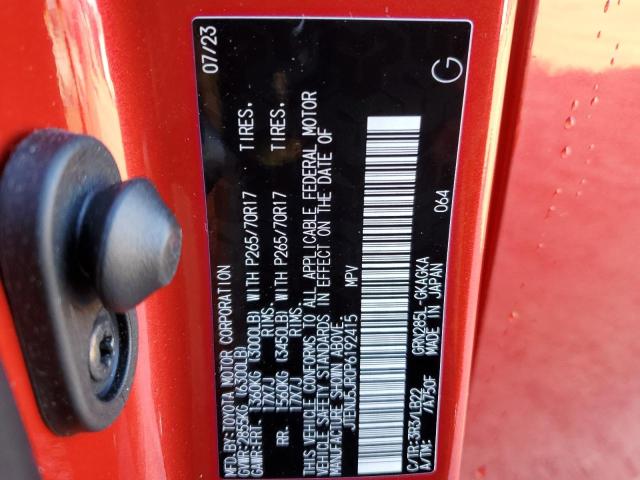 MFD.BY:TOYOTA MOTOR CORPORATION 07/23
GVWR:2855KG (6300LB)
GAWR:FRT. 1360KG (3000LB) WITH P265/70R17 TIRES.
17X7J RIMS.
RR. 1560KG (3450LB) WITH P265/70R17 TIRES.
17X7J RIMS.
THIS VEHICLE CONFORMS TO ALL APPLICABLE FEDERAL MOTOR
VEHICLE SAFETY STANDARDS IN EFFECT ON THE DATE OF
MANUFACTURE SHOWN ABOVE.
JTENU5JR0P6192415 MPV
064
C/TR:3R3/LB22 GRN285L-GKAGKA
A/TM: /A750F MADE IN JAPAN
G